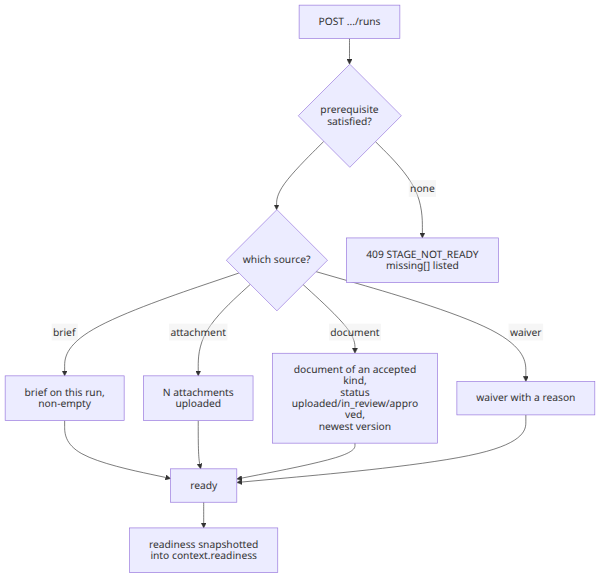 POST .../runs
prerequisite
satisfied?
none
which source?
409 STAGE_NOT_READY
missing[] listed
brief
attachment
document
waiver
brief on this run,
non-empty
N attachments
uploaded
document of an accepted
kind,
status
uploaded/in_review/appro
ved,
newest version
waiver with a reason
ready
readiness snapshotted
into context.readiness